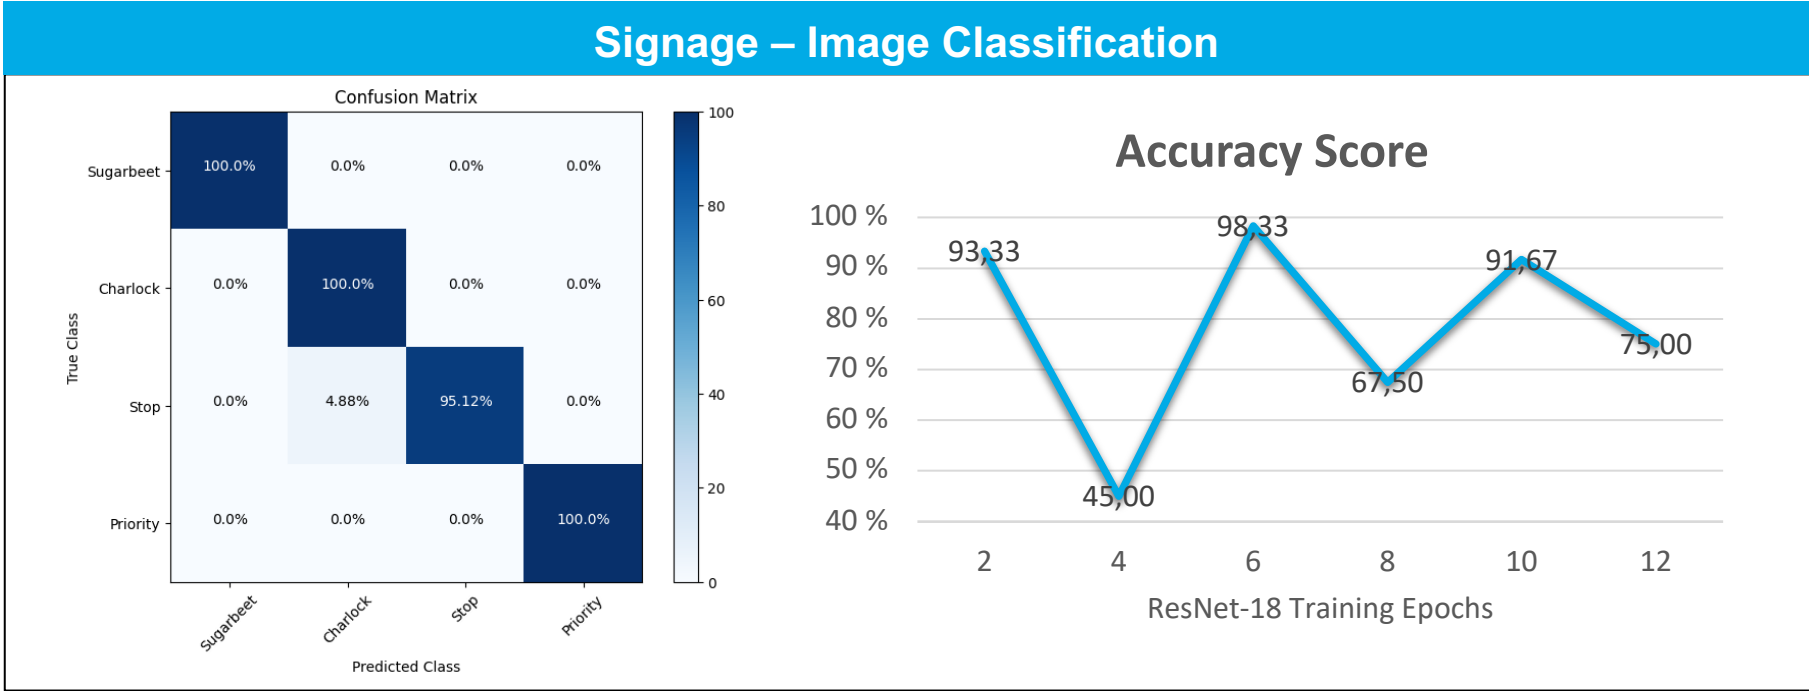 Signage – Image Classification
Confusion Matrix
True Class
Sugarbeet 100.0% 0.0% 0.0% 0.0%
Charlock 0.0% 100.0% 0.0% 0.0%
Stop 0.0% 4.88% 95.12% 0.0%
Priority 0.0% 0.0% 0.0% 100.0%
Sugarbeet Charlock Stop Priority
Predicted Class
100
80
60
40
20
0
Accuracy Score
100 %
90 %
80 %
70 %
60 %
50 %
40 %
93,33 45,00 98,33 67,50 91,67 75,00
2 4 6 8 10 12
ResNet-18 Training Epochs